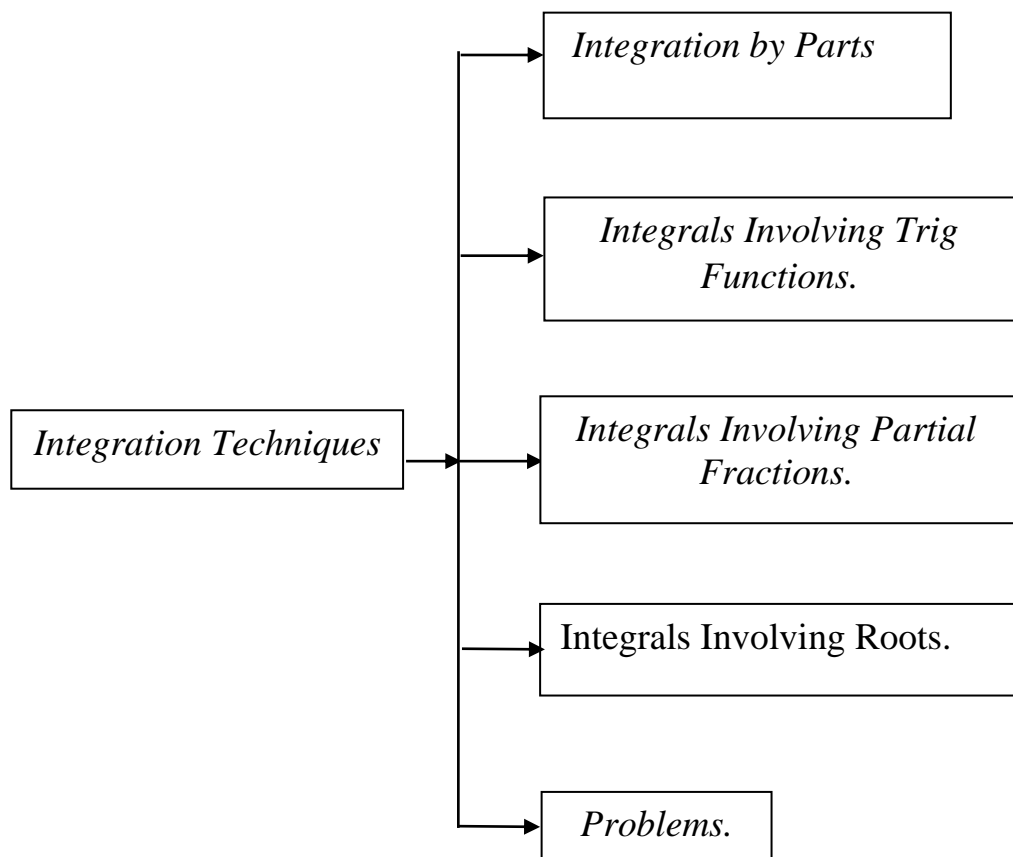 Integration by Parts
Integrals Involving Trig
Functions.
Integration Techniques
Integrals Involving Partial
Fractions.
Integrals Involving Roots.
Problems.